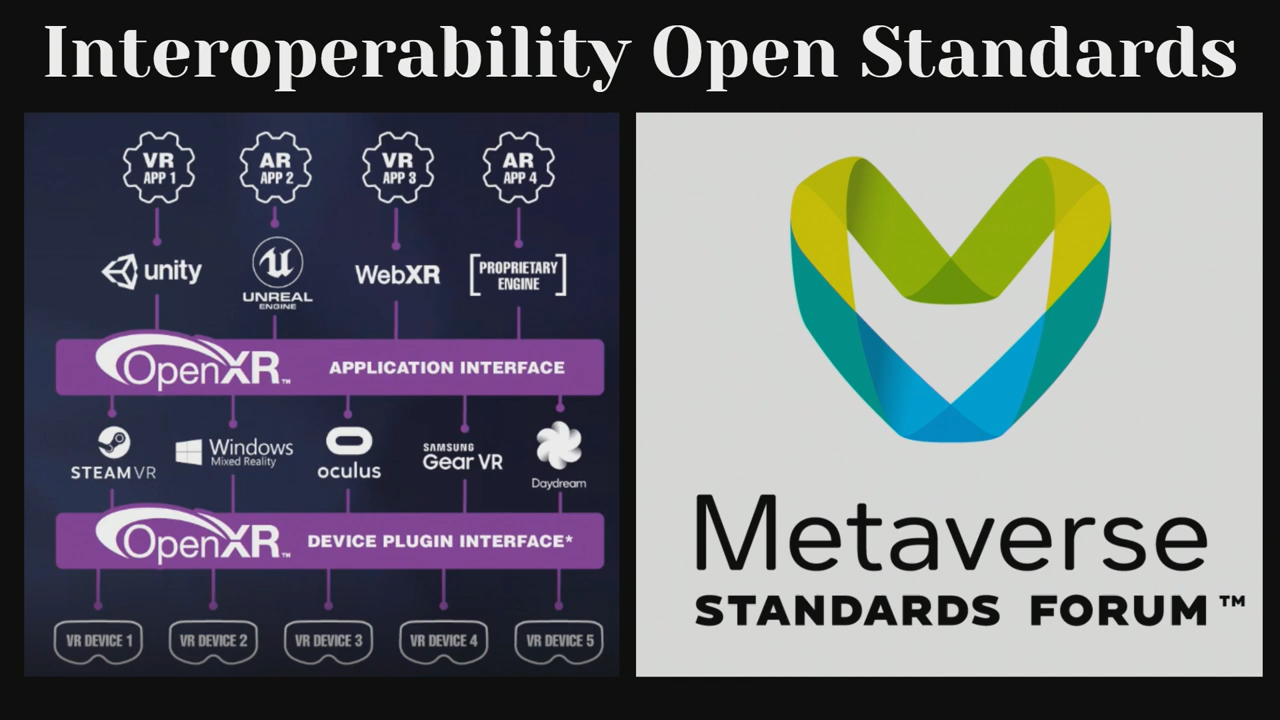 Interoperability Open Standards
VR
APP 1
AR
APP 2
VR
APP 3
AR
APP 4
unity
UNREAL
ENGINE
WebXR
[PROPRIETARY
ENGINE]
OpenXR™ APPLICATION INTERFACE
STEAMVR
Windows
Mixed Reality
oculus
SAMSUNG
Gear VR
Daydream
OpenXR™ DEVICE PLUGIN INTERFACE*
VR DEVICE 1
VR DEVICE 2
VR DEVICE 3
VR DEVICE 4
VR DEVICE 5
Metaverse
STANDARDS FORUM™